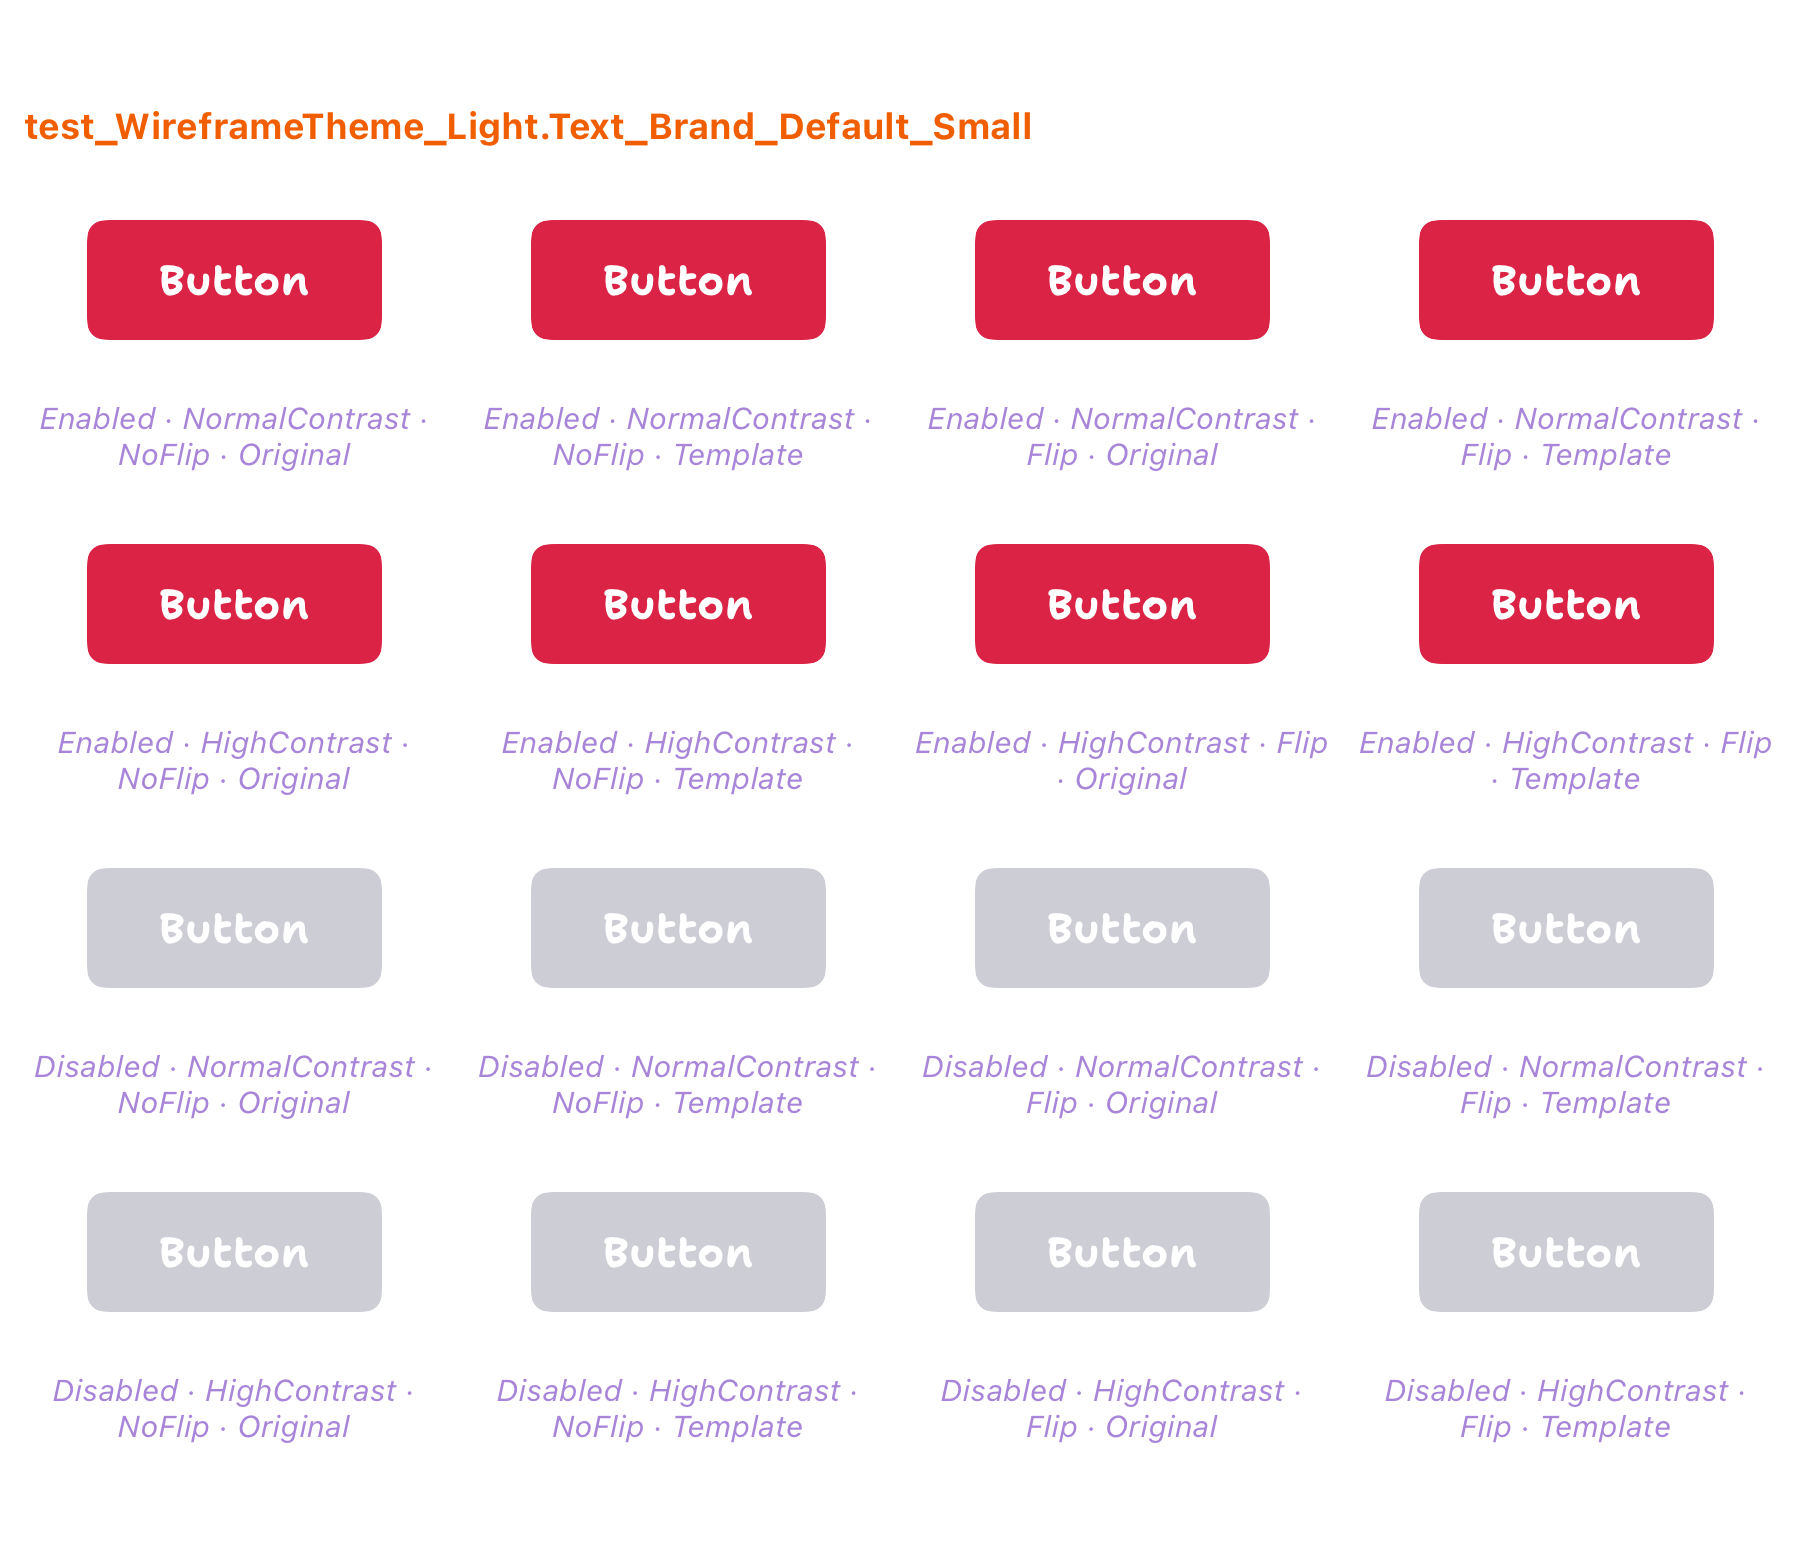 test_WireframeTheme_Light.Text_Brand_Default_Small
Button Button Button Button
Enabled · NormalContrast · Enabled · NormalContrast · Enabled · NormalContrast · Enabled · NormalContrast ·
NoFlip · Original NoFlip · Template Flip · Original Flip · Template
Button Button Button Button
Enabled · HighContrast · Enabled · HighContrast · Enabled · HighContrast · Flip Enabled · HighContrast · Flip
NoFlip · Original NoFlip · Template · Original · Template
Button Button Button Button
Disabled · NormalContrast · Disabled · NormalContrast · Disabled · NormalContrast · Disabled · NormalContrast ·
NoFlip · Original NoFlip · Template Flip · Original Flip · Template
Button Button Button Button
Disabled · HighContrast · Disabled · HighContrast · Disabled · HighContrast · Disabled · HighContrast ·
NoFlip · Original NoFlip · Template Flip · Original Flip · Template